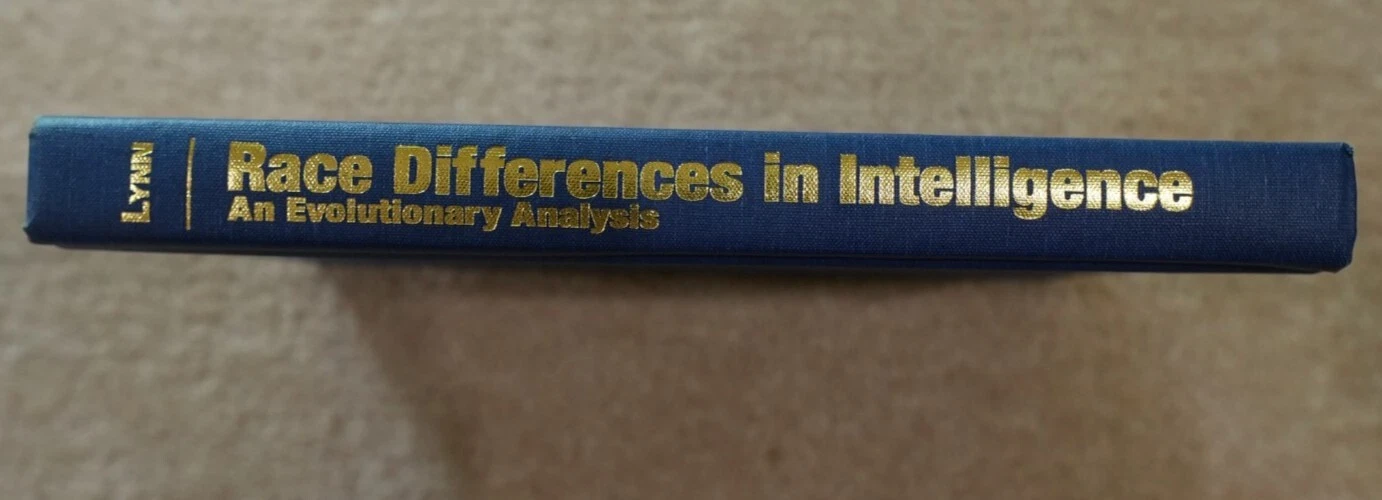 LYNN
Race Differences in Intelligence
An Evolutionary Analysis